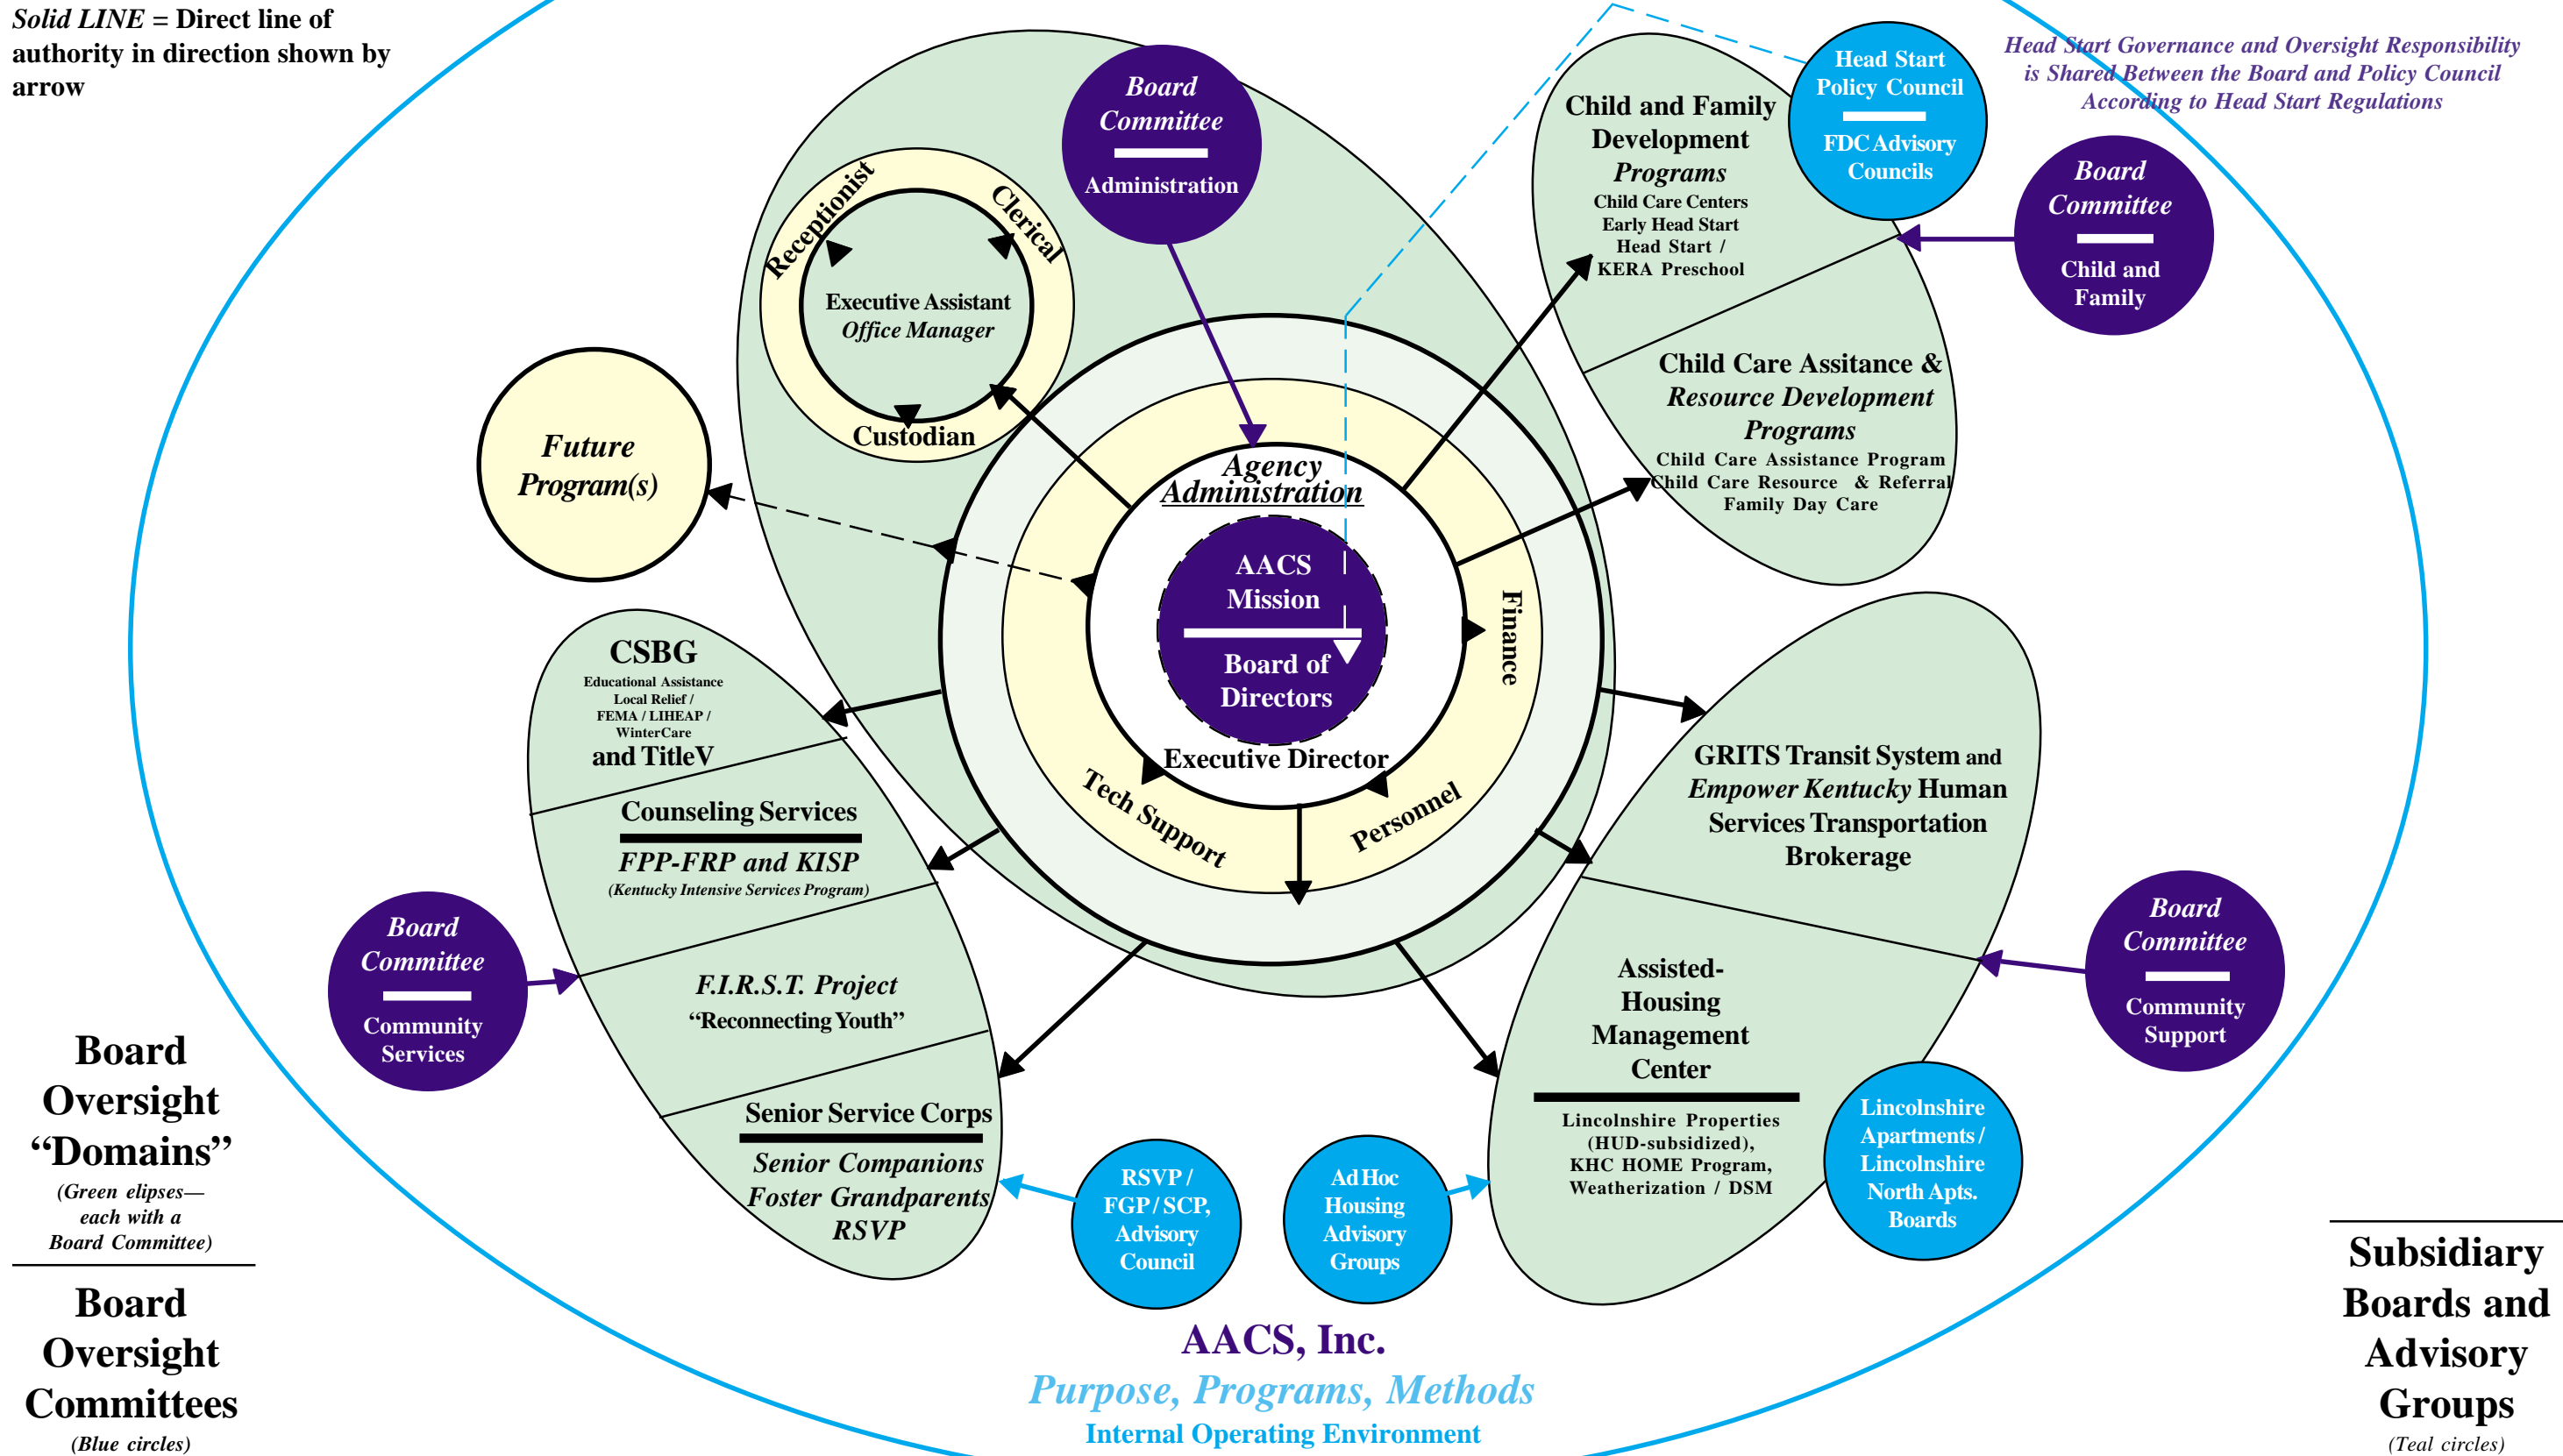 Solid LINE = Direct line of
authority in direction shown by
arrow
Board
Committee
Administration
Head Start
Policy Council
FDC Advisory
Councils
Head Start Governance and Oversight Responsibility
is Shared Between the Board and Policy Council
According to Head Start Regulations
Child and Family
Development
Programs
Child Care Centers
Early Head Start
Head Start /
KERA Preschool
Board
Committee
Child and
Family
Receptionist
Clerical
Executive Assistant
Office Manager
Custodian
Child Care Assitance &
Resource Development
Programs
Child Care Assistance Program
Child Care Resource & Referral
Family Day Care
Future
Program(s)
Agency
Administration
AACS
Mission
Board of
Directors
Executive Director
Finance
Personnel
Tech Support
CSBG
Educational Assistance
Local Relief /
FEMA / LIHEAP /
WinterCare
and TitleV
Counseling Services
FPP-FRP and KISP
(Kentucky Intensive Services Program)
F.I.R.S.T. Project
“Reconnecting Youth”
Senior Service Corps
Senior Companions
Foster Grandparents
RSVP
GRITS Transit System and
Empower Kentucky Human
Services Transportation
Brokerage
Assisted-
Housing
Management
Center
Lincolnshire Properties
(HUD-subsidized),
KHC HOME Program,
Weatherization / DSM
Board
Committee
Community
Services
Board
Committee
Community
Support
RSVP /
FGP / SCP,
Advisory
Council
Ad Hoc
Housing
Advisory
Groups
Lincolnshire
Apartments /
Lincolnshire
North Apts.
Boards
Board
Oversight
“Domains”
(Green elipses—
each with a
Board Committee)
Board
Oversight
Committees
(Blue circles)
AACS, Inc.
Purpose, Programs, Methods
Internal Operating Environment
Subsidiary
Boards and
Advisory
Groups
(Teal circles)